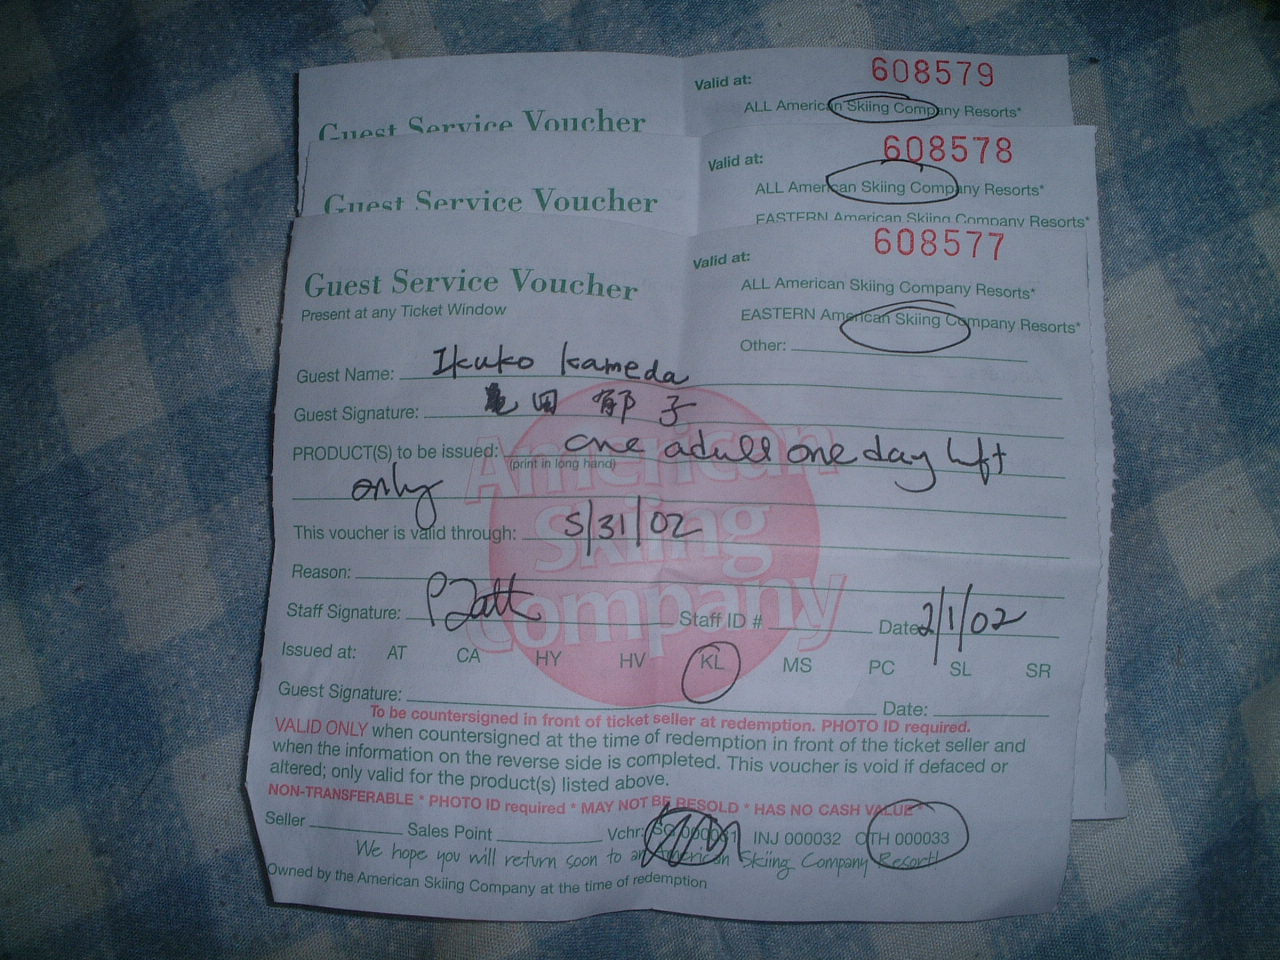 608579
Valid at:
ALL American Skiing Company Resorts*
Guest Service Voucher
608578
Valid at:
ALL American Skiing Company Resorts*
Guest Service Voucher
EASTERN American Skiing Company Resorts*
608577
Valid at:
ALL American Skiing Company Resorts*
Guest Service Voucher
Present at any Ticket Window
EASTERN American Skiing Company Resorts*
Other:
Guest Name: Ikuko Kameda
Guest Signature: 亀田 郁子
PRODUCT(S) to be issued: one adult one day lift
(print in long hand)
only
This voucher is valid through: 5/31/02
Reason:
Staff Signature: Staff ID # Date 2/1/02
American Skiing Company
Issued at: AT CA HY HV KL MS PC SL SR
Guest Signature: Date:
To be countersigned in front of ticket seller at redemption. PHOTO ID required.
VALID ONLY when countersigned at the time of redemption in front of the ticket seller and
when the information on the reverse side is completed. This voucher is void if defaced or
altered; only valid for the product(s) listed above.
NON-TRANSFERABLE * PHOTO ID required * MAY NOT BE RESOLD * HAS NO CASH VALUE *
Seller Sales Point Vchr: INJ 000032 OTH 000033
We hope you will return soon to an American Skiing Company Resort!
Owned by the American Skiing Company at the time of redemption